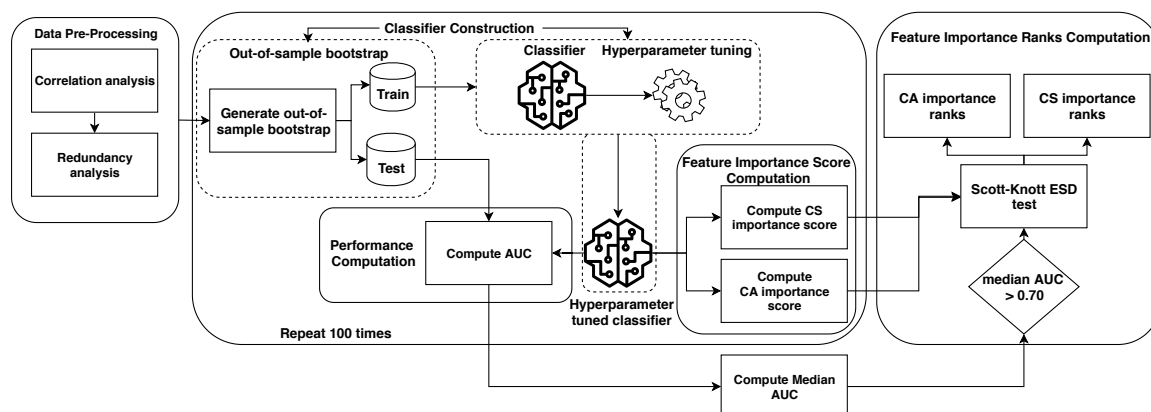 Data Pre-Processing
Correlation analysis
Redundancy
analysis
Classifier Construction
Out-of-sample bootstrap
Generate out-of-
sample bootstrap
Train
Test
Classifier
Hyperparameter tuning
Performance
Computation
Compute AUC
Hyperparameter
tuned classifier
Repeat 100 times
Feature Importance Score
Computation
Compute CS
importance score
Compute
CA importance
score
Compute Median
AUC
Feature Importance Ranks Computation
CA importance
ranks
CS importance
ranks
Scott-Knott ESD
test
median AUC
> 0.70